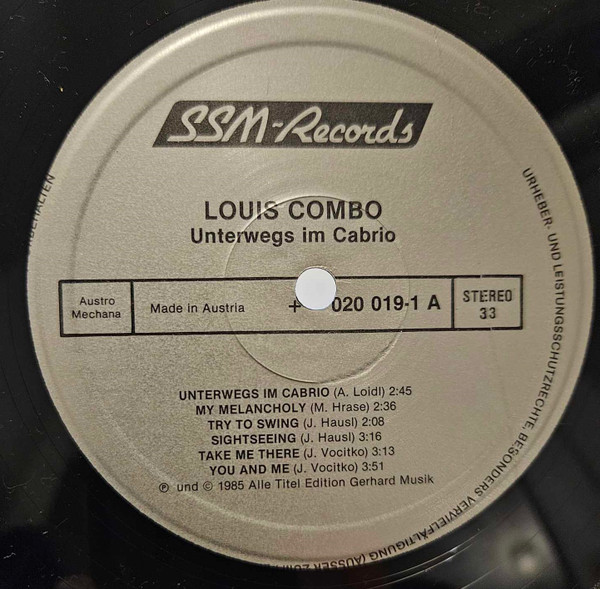 SSM-Records
LOUIS COMBO
Unterwegs im Cabrio
Austro
Mechana
Made in Austria
+ 020 019-1 A
STEREO
33
UNTERWEGS IM CABRIO (A. Loidl) 2:45
MY MELANCHOLY (M. Hrase) 2:36
TRY TO SWING (J. Hausl) 2:08
SIGHTSEEING (J. Hausl) 3:16
TAKE ME THERE (J. Vocitko) 3:13
YOU AND ME (J. Vocitko) 3:51
℗ und © 1985 Alle Titel Edition Gerhard Musik
URHEBER- UND LEISTUNGSSCHUTZRECHTE, BESONDERS VERVIELFÄLTIGUNG (AUSSER ZUM